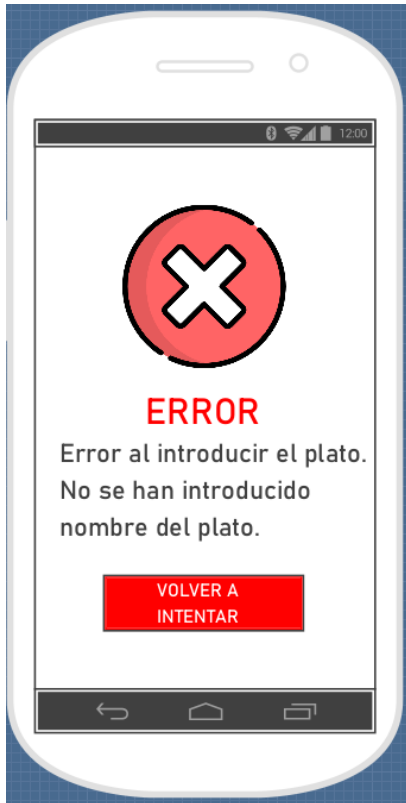 12:00
ERROR
Error al introducir el plato.
No se han introducido
nombre del plato.
VOLVER A
INTENTAR